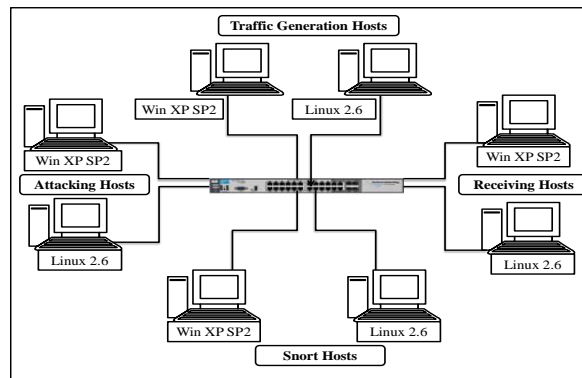 Traffic Generation Hosts
Win XP SP2
Linux 2.6
Win XP SP2
Win XP SP2
Attacking Hosts
Receiving Hosts
Linux 2.6
Linux 2.6
Win XP SP2
Linux 2.6
Snort Hosts